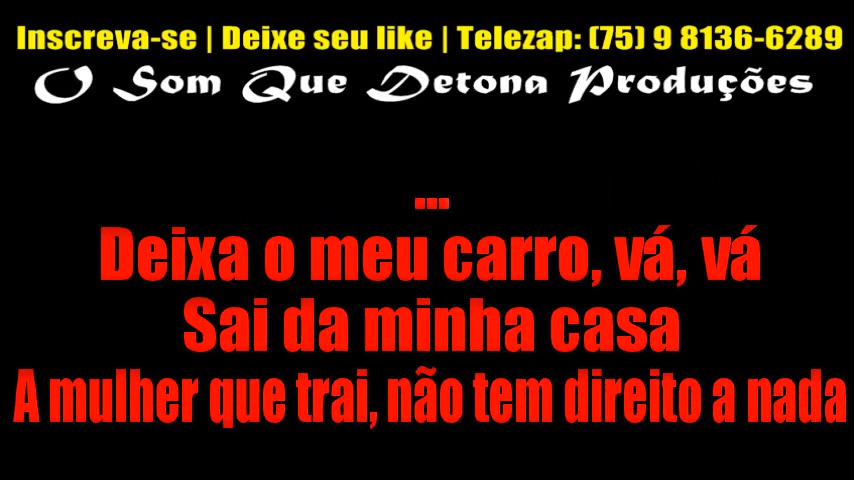 Inscreva-se | Deixe seu like | Telezap: (75) 9 8136-6289
O Som Que Detona Produções
...
Deixa o meu carro, vá, vá
Sai da minha casa
A mulher que trai, não tem direito a nada